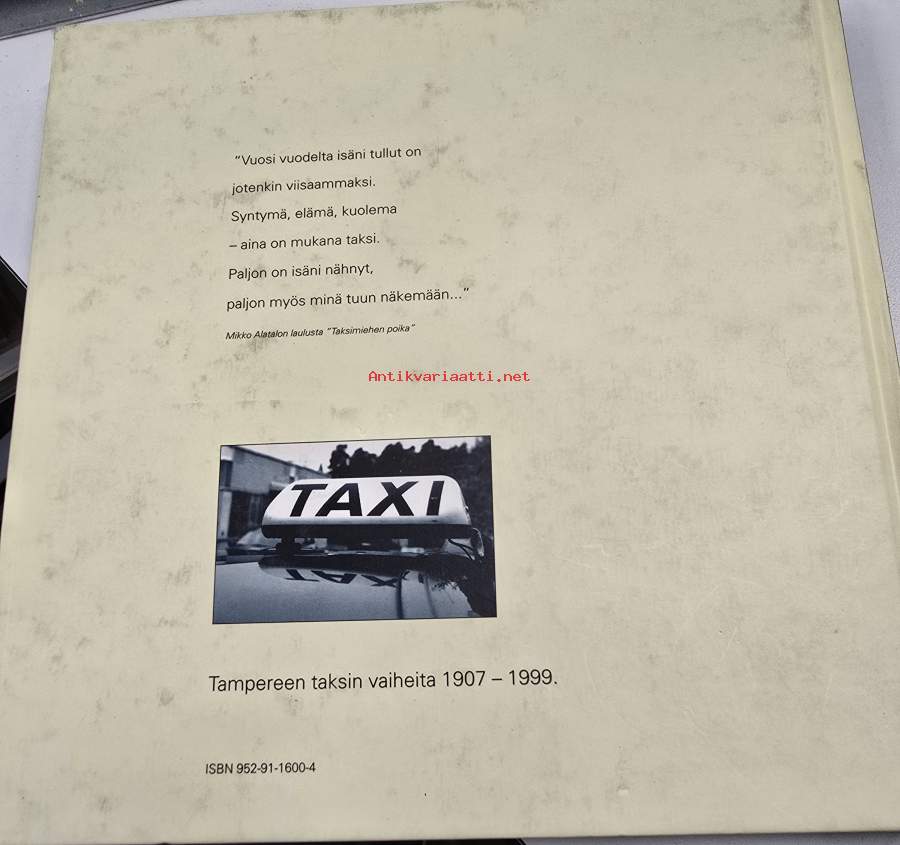 "Vuosi vuodelta isäni tullut on
jotenkin viisaammaksi.
Syntymä, elämä, kuolema
– aina on mukana taksi.
Paljon on isäni nähnyt,
paljon myös minä tuun näkemään..."
Mikko Alatalon laulusta "Taksimiehen poika"
Antikvariaatti.net
TAXI
Tampereen taksin vaiheita 1907 – 1999.
ISBN 952-91-1600-4